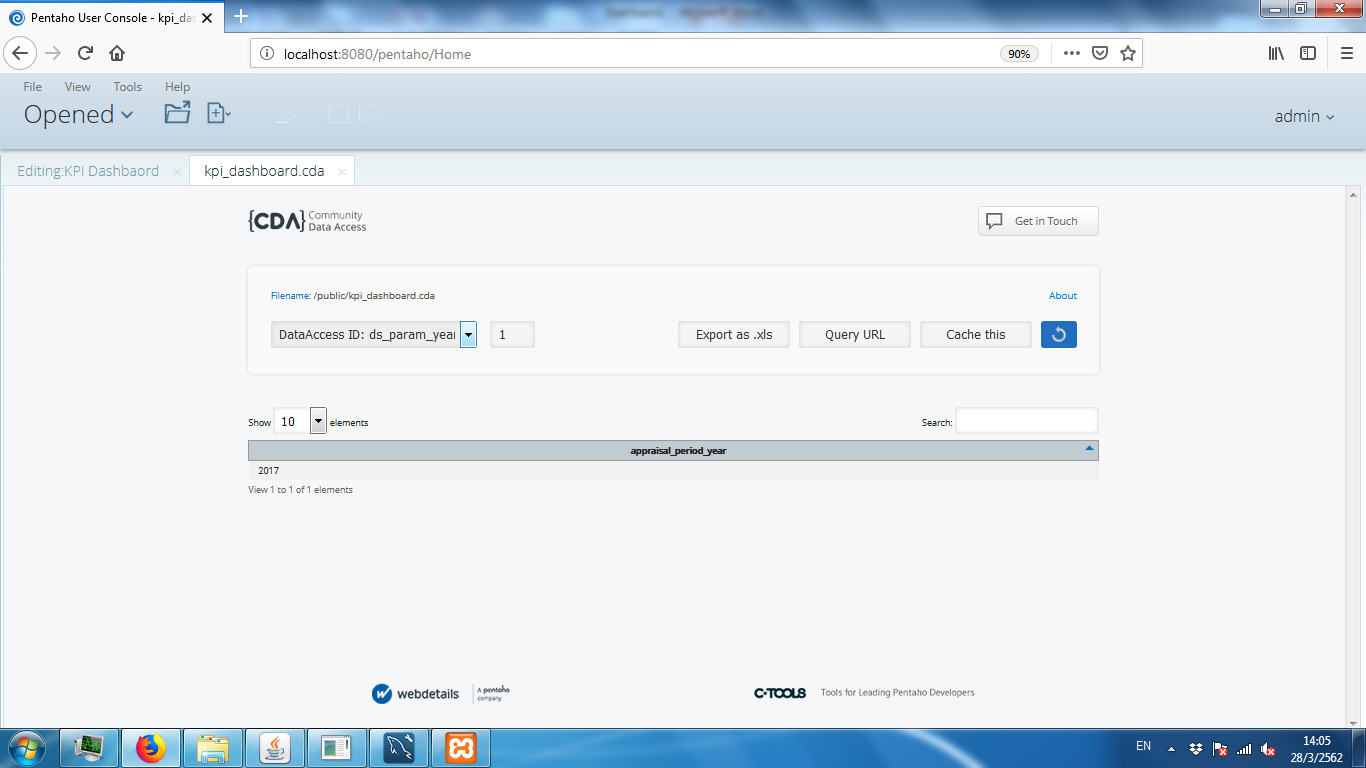 Pentaho User Console - kpi_das
localhost:8080/pentaho/Home
90%
File View Tools Help
Opened
admin
Editing:KPI Dashbaord
kpi_dashboard.cda
{CDA} Community
Data Access
Get in Touch
Filename: /public/kpi_dashboard.cda
About
DataAccess ID: ds_param_year
1
Export as .xls
Query URL
Cache this
Show 10 elements
Search:
appraisal_period_year
2017
View 1 to 1 of 1 elements
webdetails
A pentaho
company.
C-TOOLS
Tools for Leading Pentaho Developers
EN
14:05
28/3/2562